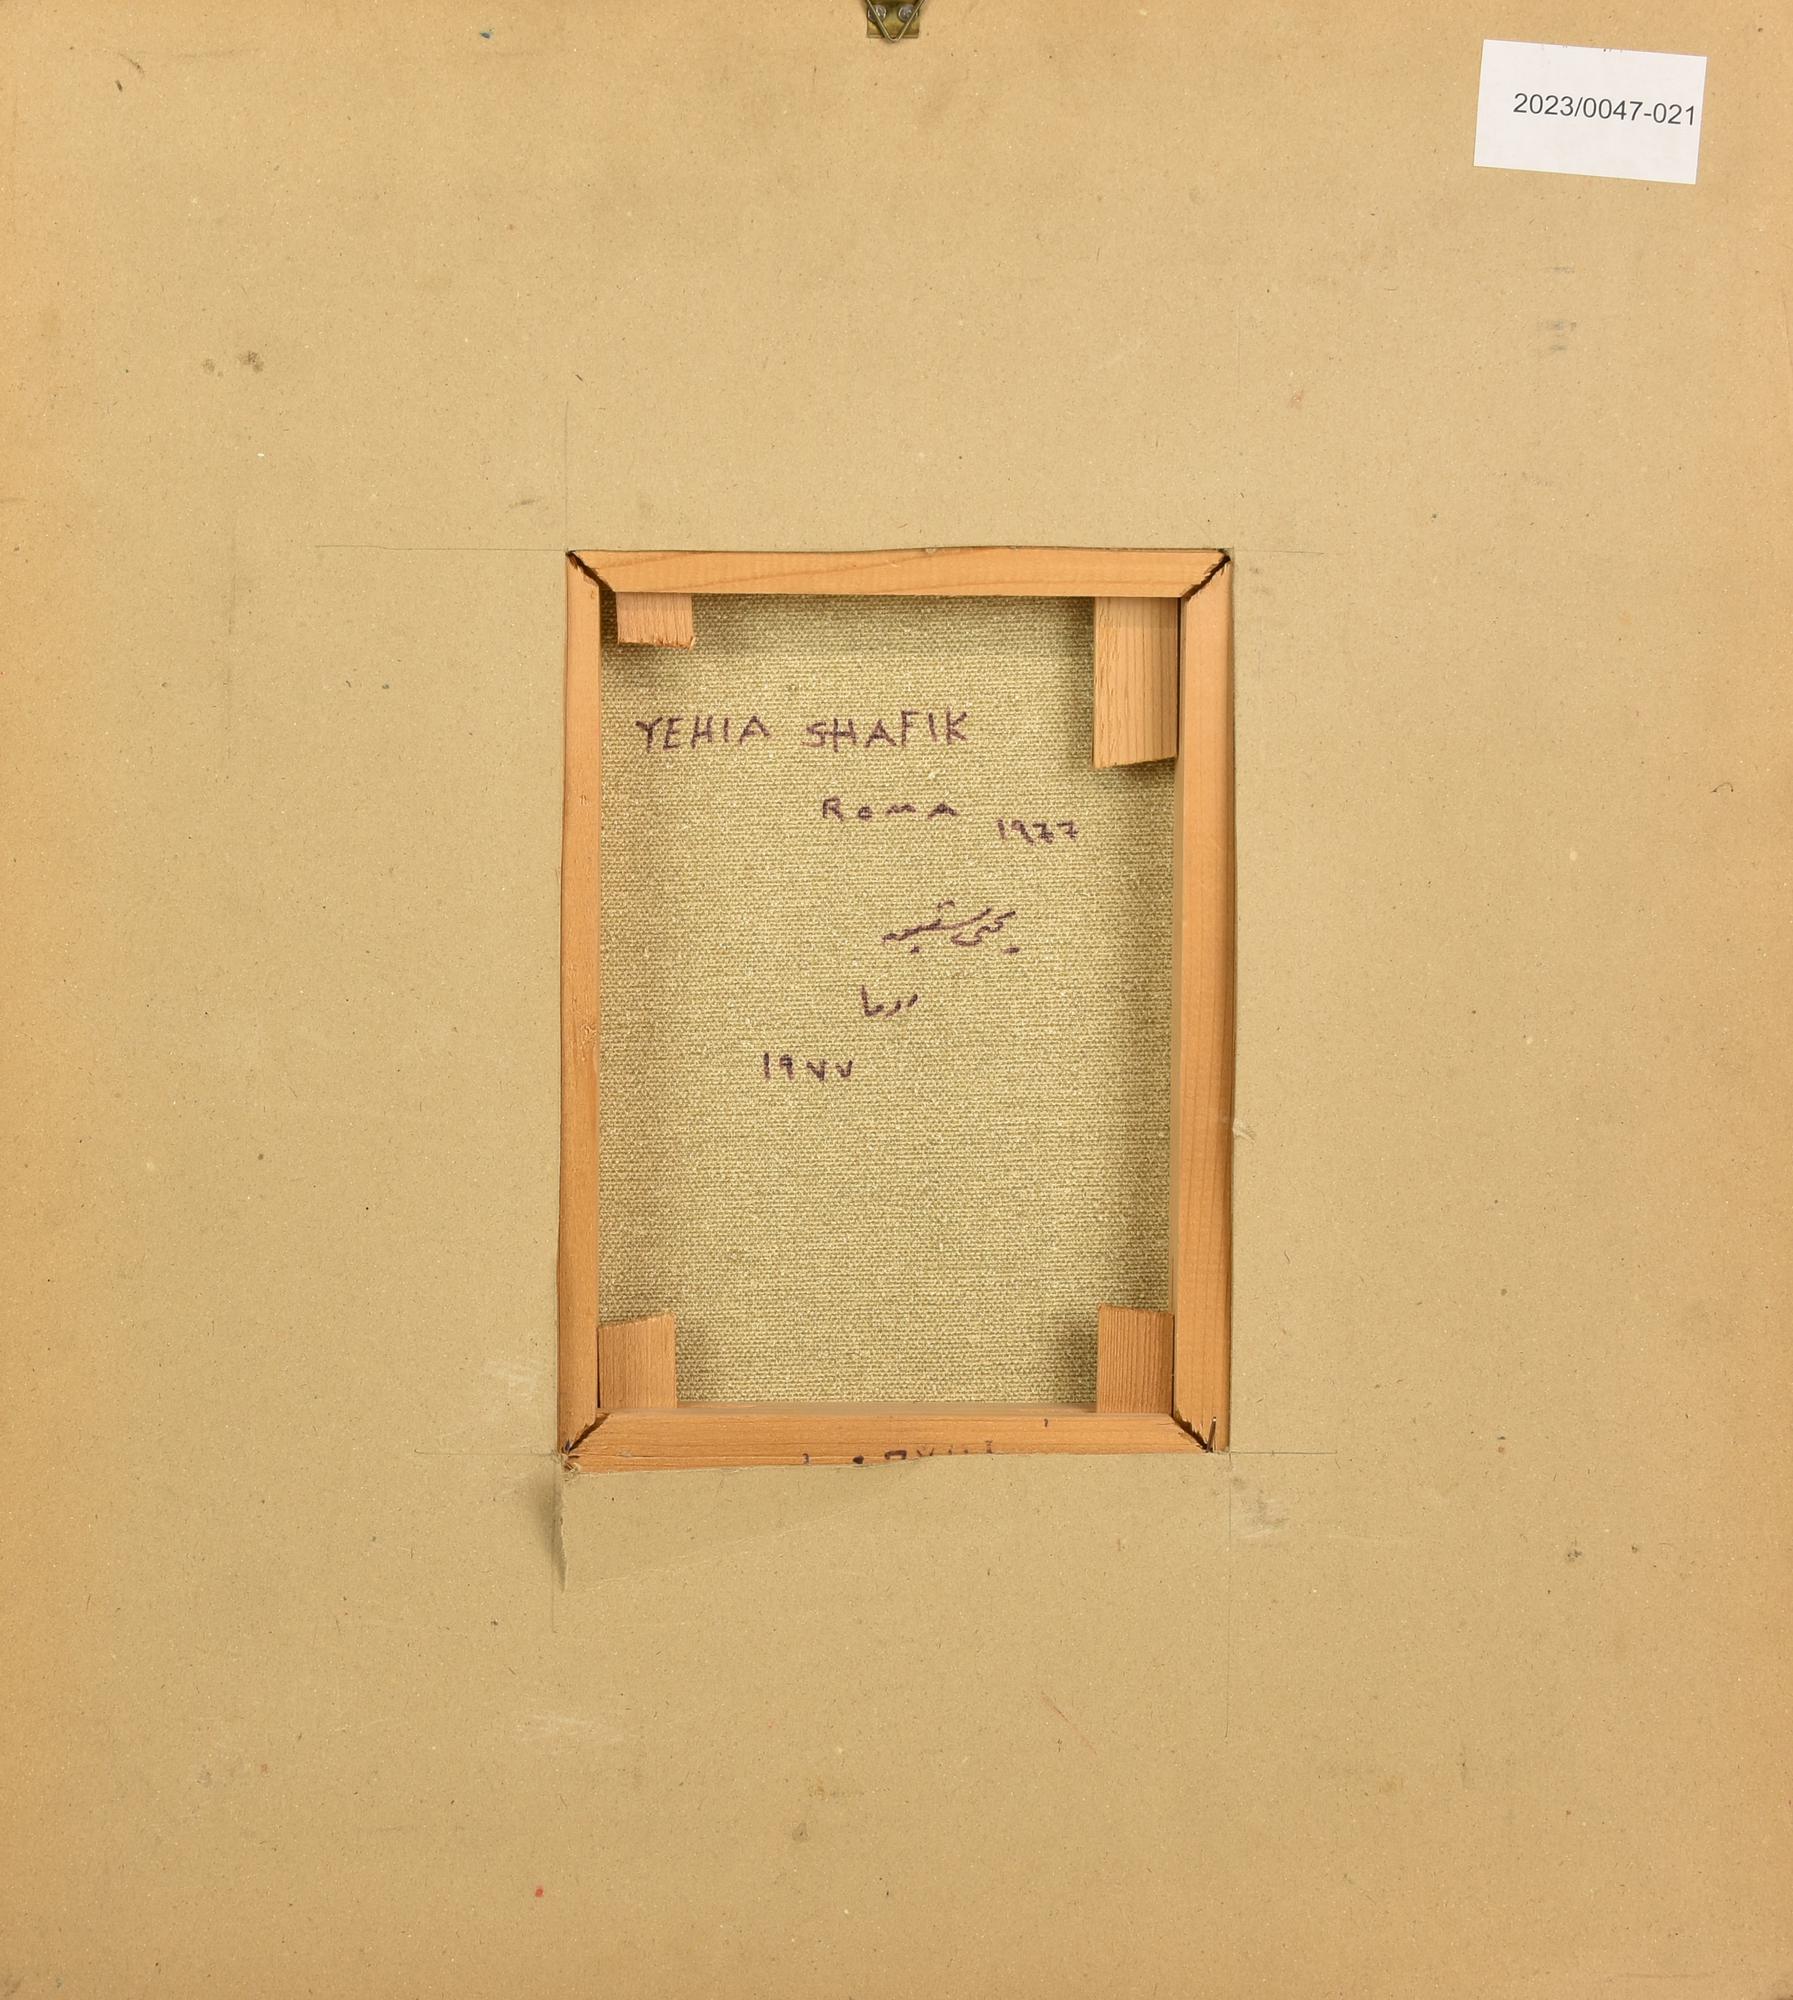 2023/0047-021
YEHIA SHAFIK
ROMA
1977
يحيى شفيق
روما
١٩٧٧